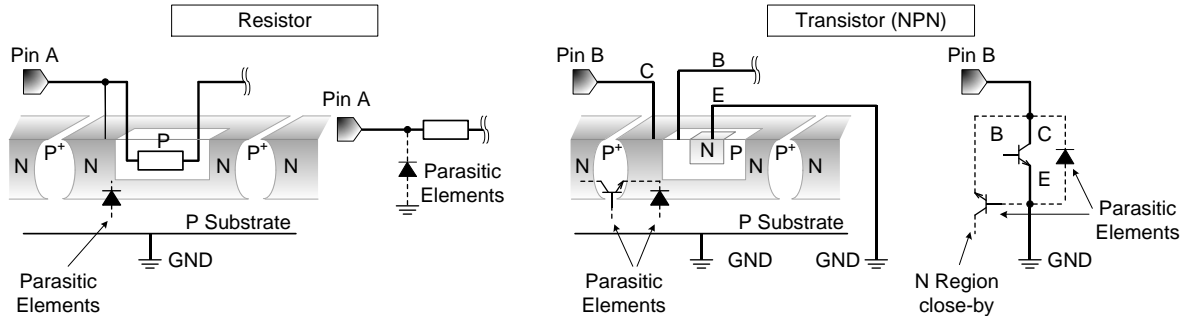 Resistor
Transistor (NPN)
Pin A
Pin B
Pin B
C
B
E
Pin A
N
P+
N
P
N
P+
N
Parasitic
Elements
P Substrate
GND
Parasitic
Elements
N
P+
N
N
P
N
P+
N
P Substrate
GND
GND
Parasitic
Elements
B
C
E
Parasitic
Elements
GND
N Region
close-by